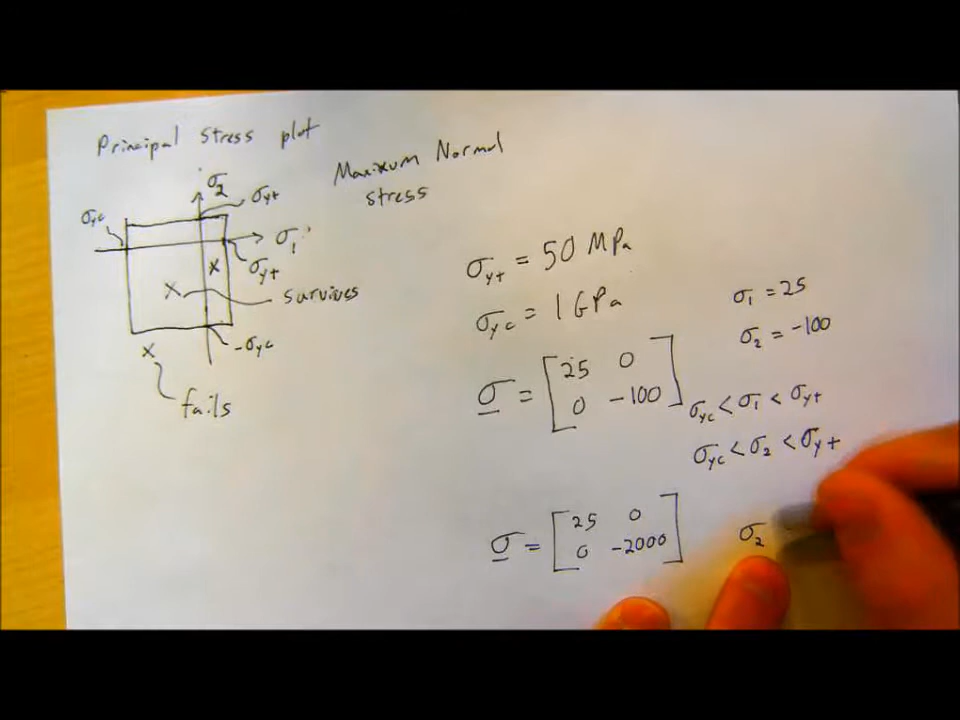 Principal Stress plot
Maximum Normal
stress
σ2
σyt
σyc
σ1
σyt
survives
-σyc
fails
σyt = 50 MPa
σyc = 1 GPa
σ = [25 0
0 -100]
σ1 = 25
σ2 = -100
σyc < σ1 < σyt
σyc < σ2 < σyt
σ = [25 0
0 -2000]
σ2